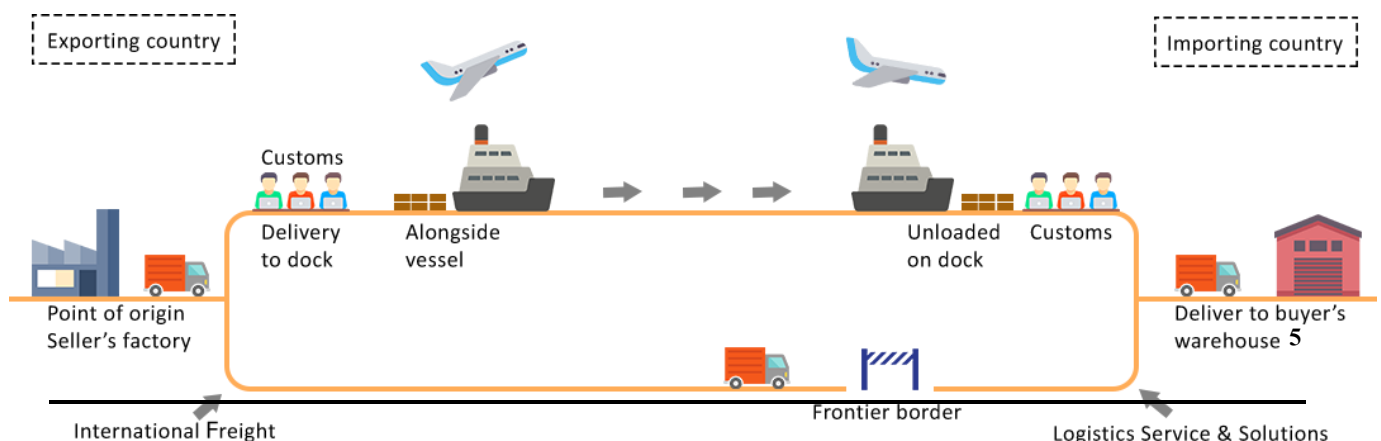 Exporting country
Importing country
Customs
Delivery
to dock
Alongside
vessel
Unloaded
on dock
Customs
Point of origin
Seller's factory
Deliver to buyer's
warehouse 5
Frontier border
International Freight
Logistics Service & Solutions